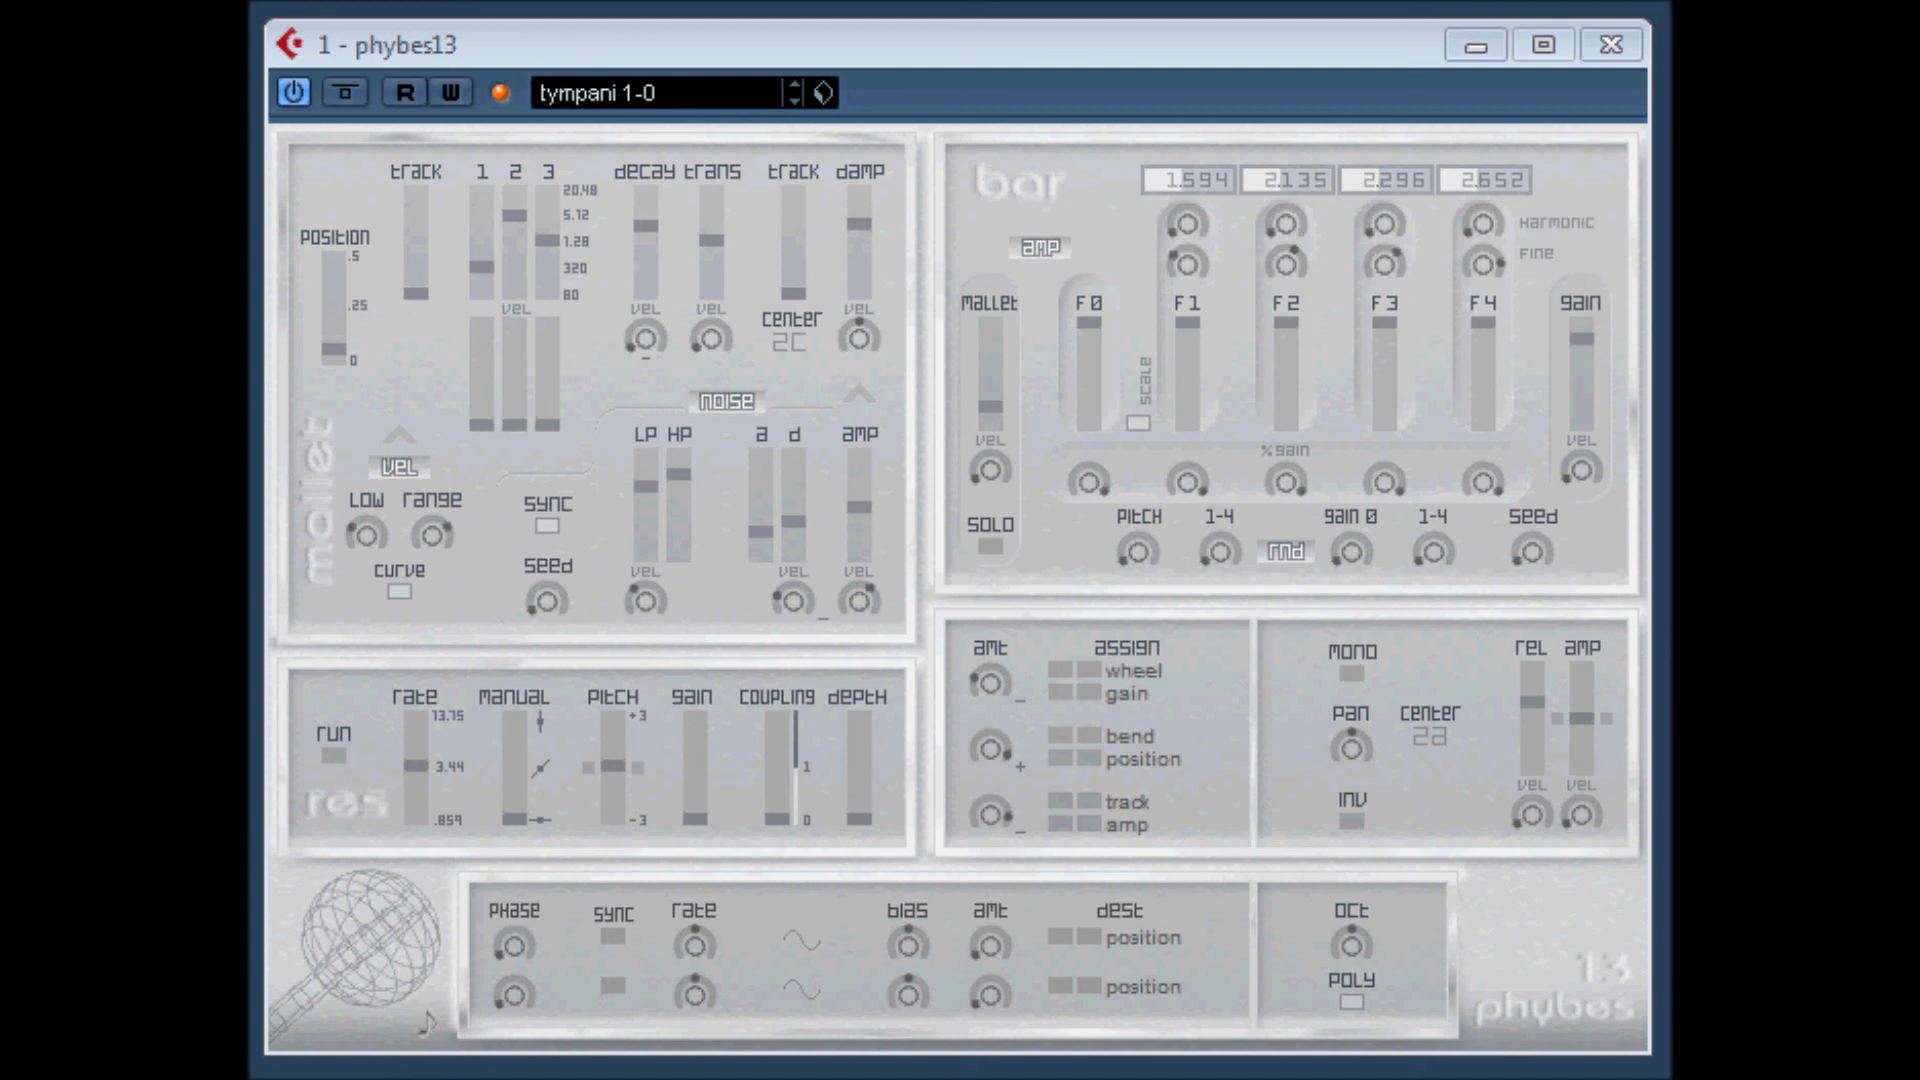 1 - phybes13
R W tympani 1-0
track 1 2 3 decay trans track damp
20.48
5.12
1.28
320
80
position
.5
.25
0
vel vel vel vel
center
2C
noise
LP HP a d amp
mallet
vel
low range
curve
sync
seed
vel vel vel
bar
1.594 2.135 2.296 2.652
harmonic
fine
amp
mallet F0 F1 F2 F3 F4 gain
scale
vel vel
% gain
solo
pitch 1-4 rnd gain 0 1-4 seed
rate manual pitch gain coupling depth
13.75 +3
run
3.44 1
res
.859 -3 0
amt assign
wheel
gain
bend
+ position
track
amp
mono rel amp
pan center
2a
inv
vel vel
phase sync rate bias amt dest
position
position
oct
poly
13
phybes